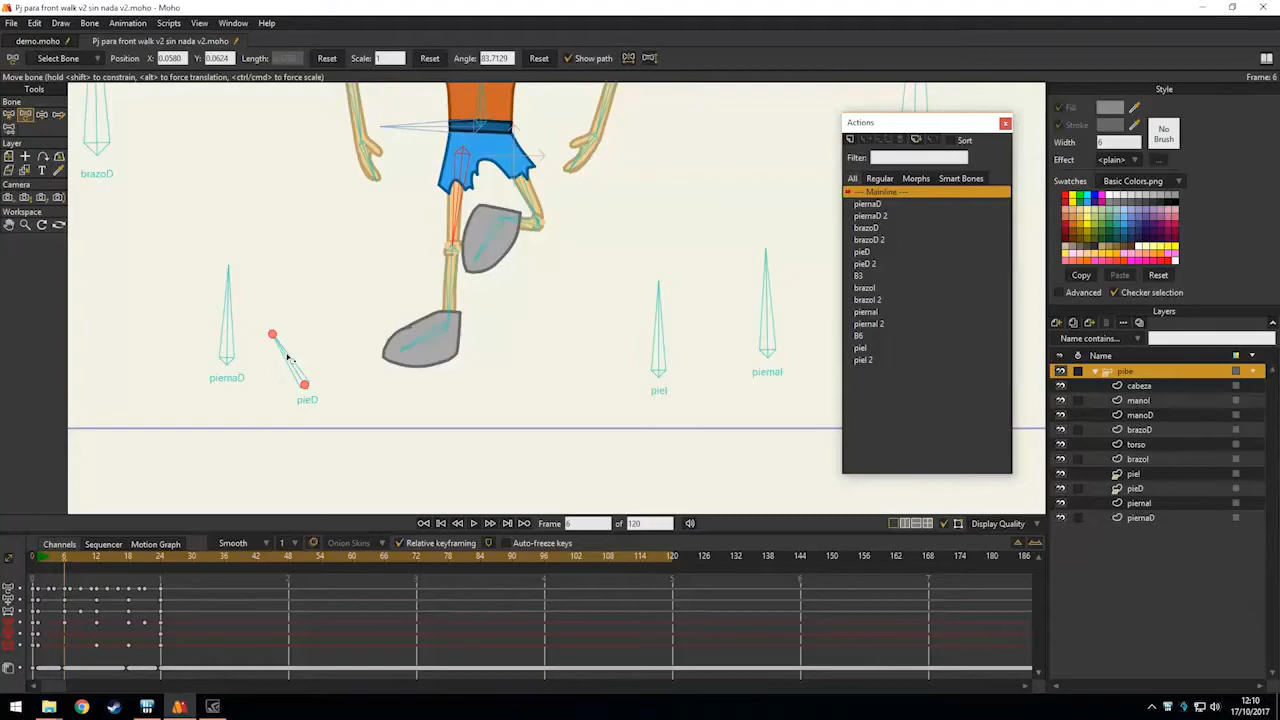 Pj para front walk v2 sin nada v2.moho - Moho
File Edit Draw Bone Animation Scripts View Window Help
demo.moho Pj para front walk v2 sin nada v2.moho
Select Bone Position X: 0.0580 Y: 0.0624 Length: Reset Scale: 1 Reset Angle: 83.7129 Reset Show path
Move bone (hold <shift> to constrain, <alt> to force translation, <ctrl/cmd> to force scale) Frame: 6
Tools
Bone
Layer
Camera
Workspace
brazoD
piernaD
pieD
pieI
piernaI
Actions
Sort
Filter:
All Regular Morphs Smart Bones
--- Mainline ---
piernaD
piernaD 2
brazoD
brazoD 2
pieD
pieD 2
B3
brazoI
brazoI 2
piernaI
piernaI 2
B6
pieI
pieI 2
Style
Fill
Stroke
No Brush
Width 6
Effect <plain> ...
Swatches Basic Colors.png
Copy Paste Reset
Advanced Checker selection
Layers
Name contains...
Name
pibe
cabeza
manoI
manoD
brazoD
torso
brazoI
pieI
pieD
piernaI
piernaD
Frame 6 of 120 Display Quality
Channels Sequencer Motion Graph Smooth 1 Onion Skins Relative keyframing Auto-freeze keys
0 6 12 18 24 30 36 42 48 54 60 66 72 78 84 90 96 102 108 114 120 126 132 138 144 150 156 162 168 174 180 186
0 1 2 3 4 5 6 7
12:10
17/10/2017